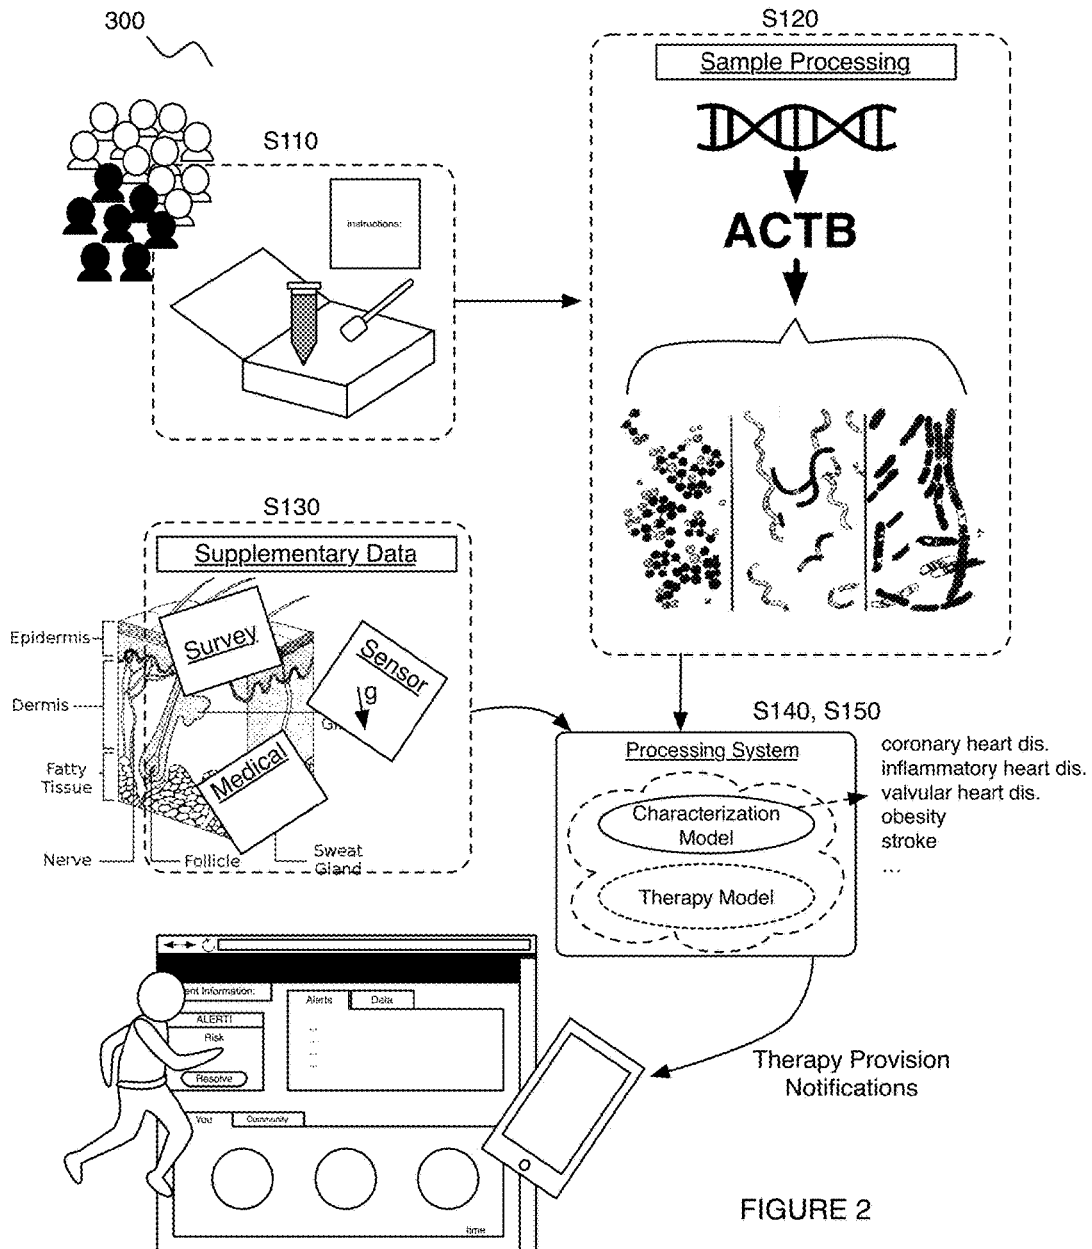 300
S110
instructions:
S120
Sample Processing
ACTB
S130
Supplementary Data
Epidermis
Dermis
Fatty
Tissue
Nerve
Follicle
Sweat
Gland
Survey
Sensor
g
Medical
S140, S150
Processing System
Characterization
Model
Therapy Model
coronary heart dis.
inflammatory heart dis.
valvular heart dis.
obesity
stroke
...
ent Information:
ALERT!
Risk
Resolve
Alerts
Data
...
...
...
...
You
Community
time
Therapy Provision
Notifications
FIGURE 2